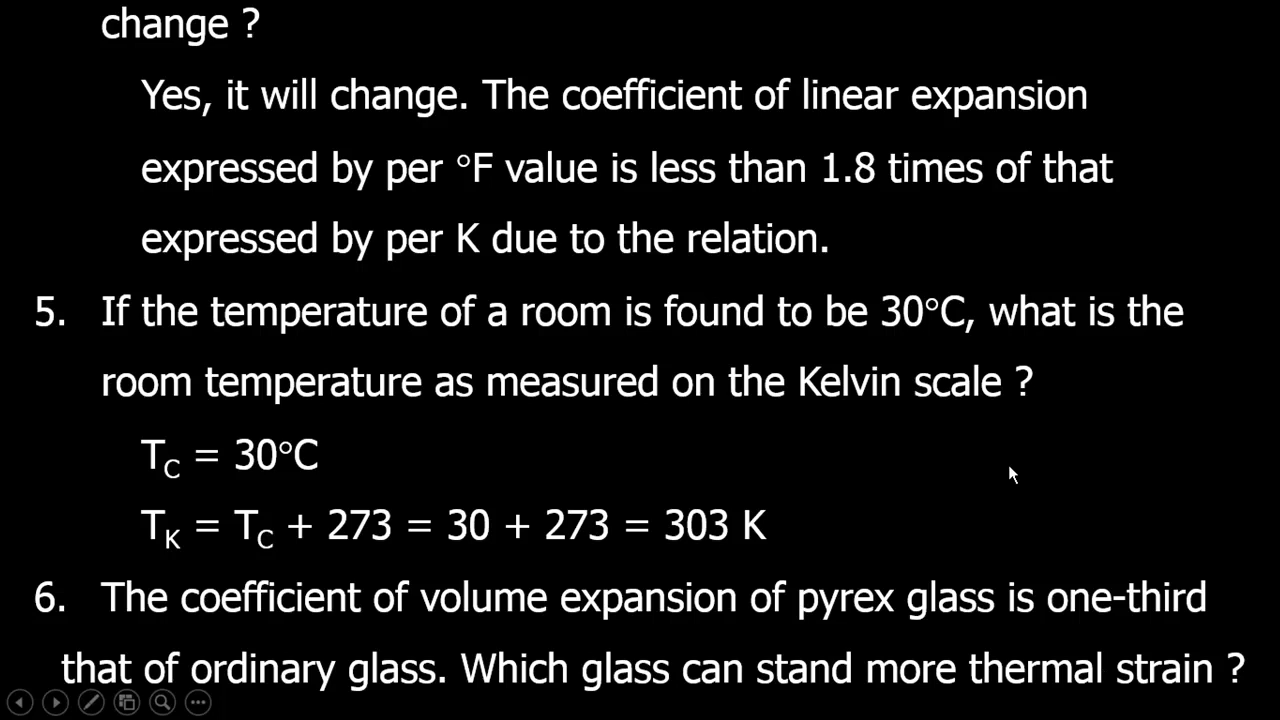 change ?
Yes, it will change. The coefficient of linear expansion
expressed by per °F value is less than 1.8 times of that
expressed by per K due to the relation.
5. If the temperature of a room is found to be 30°C, what is the
room temperature as measured on the Kelvin scale ?
T_C = 30°C
T_K = T_C + 273 = 30 + 273 = 303 K
6. The coefficient of volume expansion of pyrex glass is one-third
that of ordinary glass. Which glass can stand more thermal strain ?